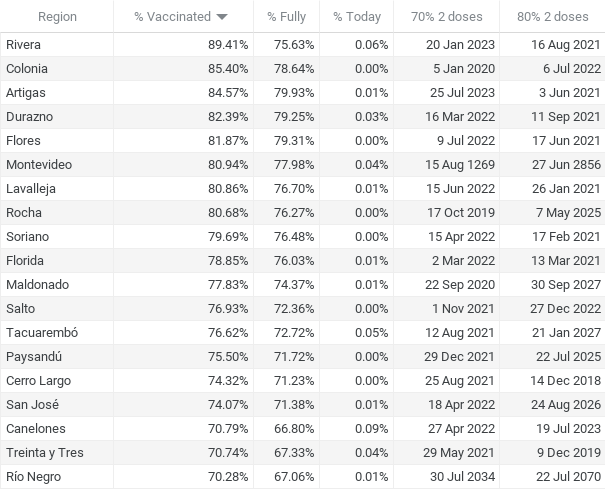 Region % Vaccinated % Fully % Today 70% 2 doses 80% 2 doses
Rivera 89.41% 75.63% 0.06% 20 Jan 2023 16 Aug 2021
Colonia 85.40% 78.64% 0.00% 5 Jan 2020 6 Jul 2022
Artigas 84.57% 79.93% 0.01% 25 Jul 2023 3 Jun 2021
Durazno 82.39% 79.25% 0.03% 16 Mar 2022 11 Sep 2021
Flores 81.87% 79.31% 0.00% 9 Jul 2022 17 Jun 2021
Montevideo 80.94% 77.98% 0.04% 15 Aug 1269 27 Jun 2856
Lavalleja 80.86% 76.70% 0.01% 15 Jun 2022 26 Jan 2021
Rocha 80.68% 76.27% 0.00% 17 Oct 2019 7 May 2025
Soriano 79.69% 76.48% 0.00% 15 Apr 2022 17 Feb 2021
Florida 78.85% 76.03% 0.01% 2 Mar 2022 13 Mar 2021
Maldonado 77.83% 74.37% 0.01% 22 Sep 2020 30 Sep 2027
Salto 76.93% 72.36% 0.00% 1 Nov 2021 27 Dec 2022
Tacuarembó 76.62% 72.72% 0.05% 12 Aug 2021 21 Jan 2027
Paysandú 75.50% 71.72% 0.00% 29 Dec 2021 22 Jul 2025
Cerro Largo 74.32% 71.23% 0.00% 25 Aug 2021 14 Dec 2018
San José 74.07% 71.38% 0.01% 18 Apr 2022 24 Aug 2026
Canelones 70.79% 66.80% 0.09% 27 Apr 2022 19 Jul 2023
Treinta y Tres 70.74% 67.33% 0.04% 29 May 2021 9 Dec 2019
Río Negro 70.28% 67.06% 0.01% 30 Jul 2034 22 Jul 2070